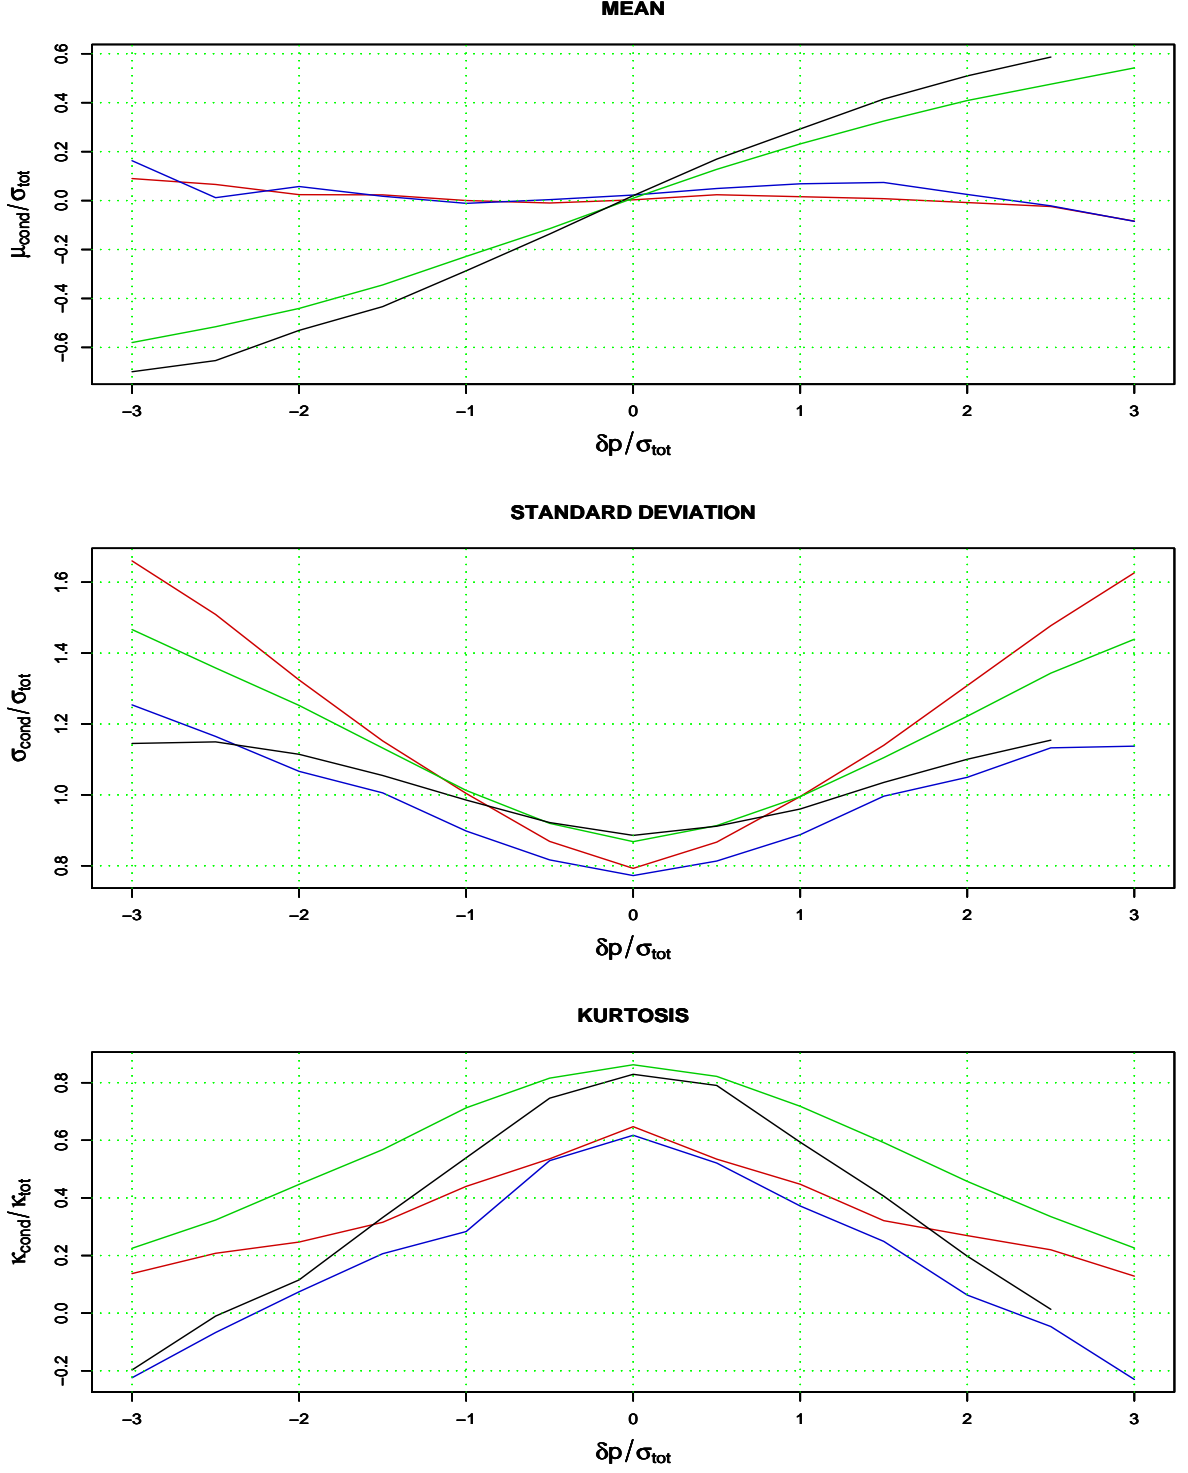 MEAN
0.6
0.4
0.2
0.0
−0.2
−0.4
−0.6
μcond/σtot
−3 −2 −1 0 1 2 3
δp/σtot
STANDARD DEVIATION
1.6
1.4
1.2
1.0
0.8
σcond/σtot
−3 −2 −1 0 1 2 3
δp/σtot
KURTOSIS
0.8
0.6
0.4
0.2
0.0
−0.2
κcond/κtot
−3 −2 −1 0 1 2 3
δp/σtot